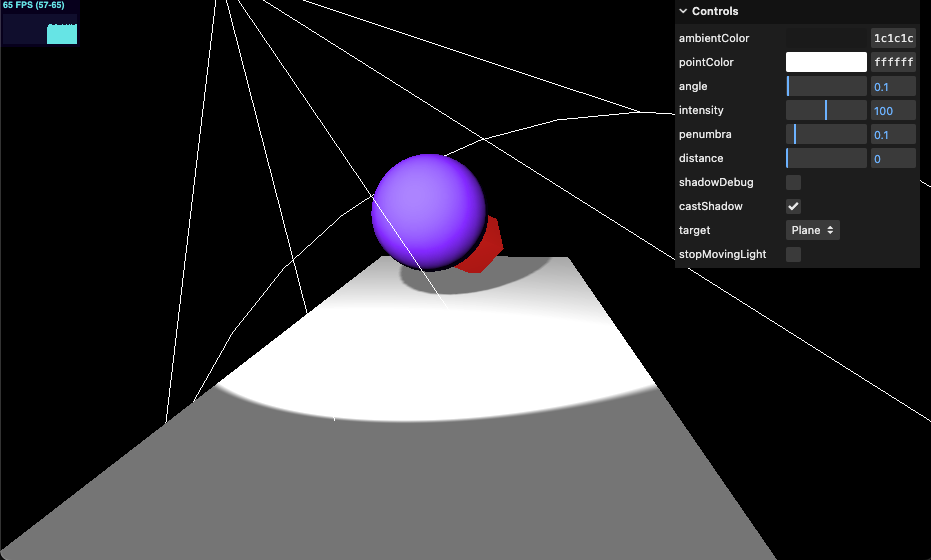 65 FPS (57-65)
Controls
ambientColor 1c1c1c
pointColor ffffff
angle 0.1
intensity 100
penumbra 0.1
distance 0
shadowDebug
castShadow
target Plane
stopMovingLight